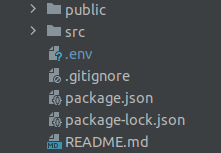 public
src
.env
.gitignore
package.json
package-lock.json
README.md